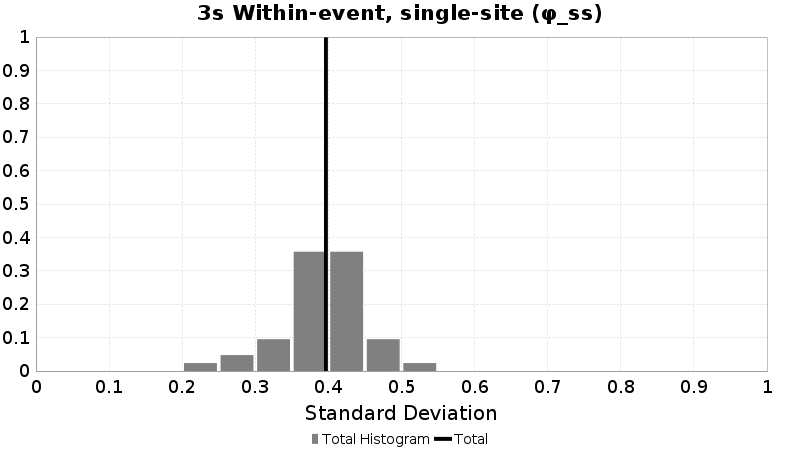 3s Within-event, single-site (φ_ss)
1
0.9
0.8
0.7
0.6
0.5
0.4
0.3
0.2
0.1
0
0 0.1 0.2 0.3 0.4 0.5 0.6 0.7 0.8 0.9 1
Standard Deviation
Total Histogram Total